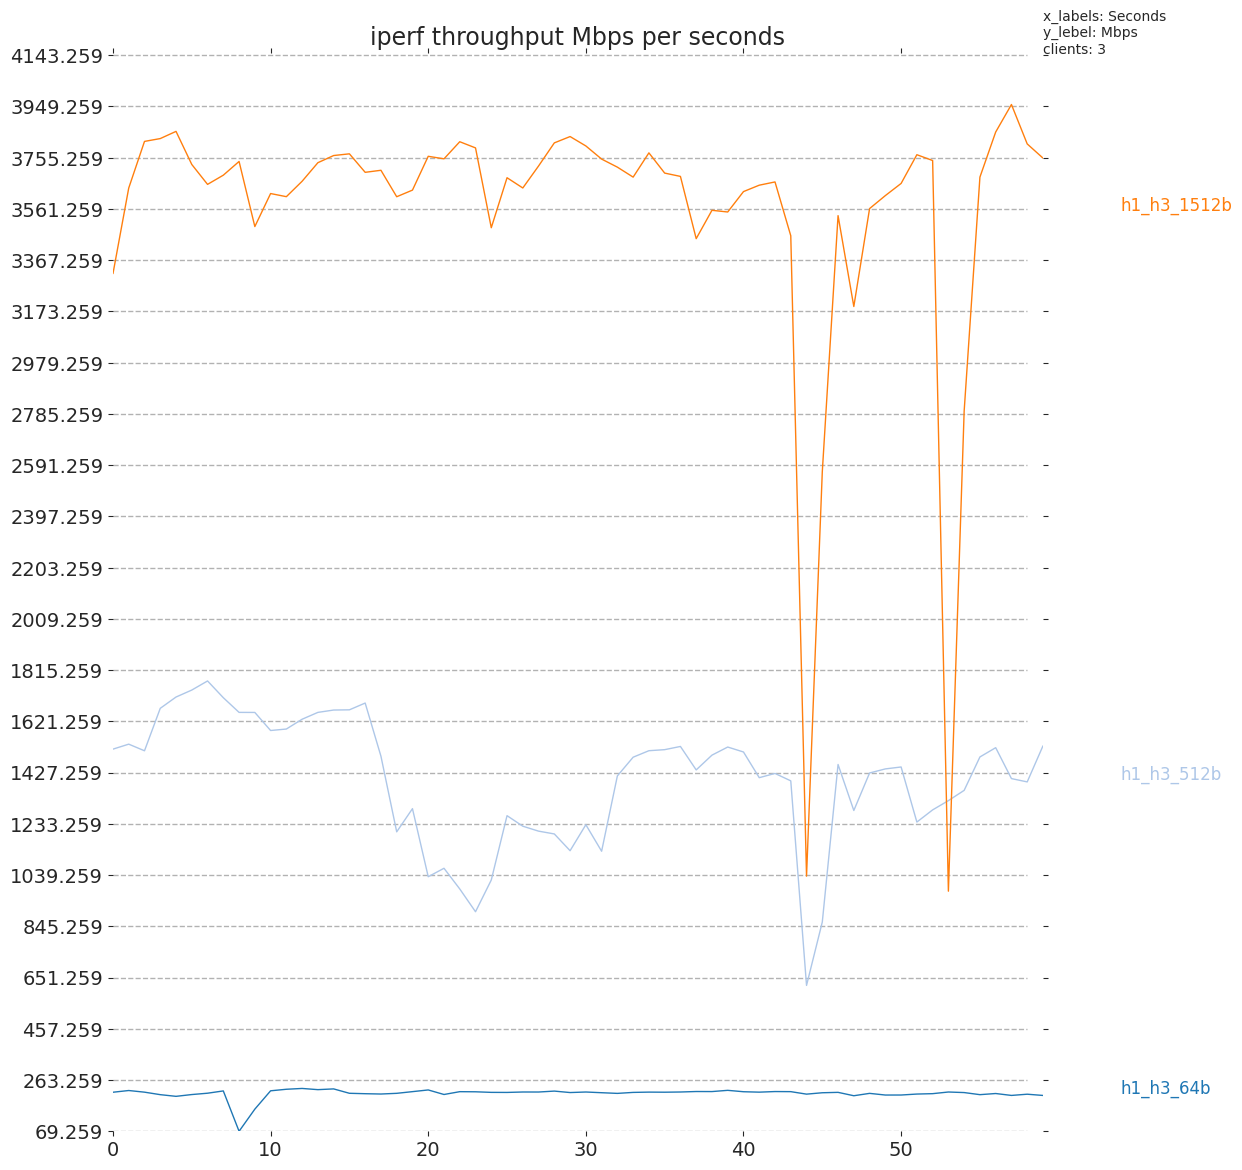 iperf throughput Mbps per seconds
x_labels: Seconds
y_lebel: Mbps
clients: 3
4143.259
3949.259
3755.259
3561.259
3367.259
3173.259
2979.259
2785.259
2591.259
2397.259
2203.259
2009.259
1815.259
1621.259
1427.259
1233.259
1039.259
845.259
651.259
457.259
263.259
69.259
0 10 20 30 40 50
h1_h3_1512b
h1_h3_512b
h1_h3_64b